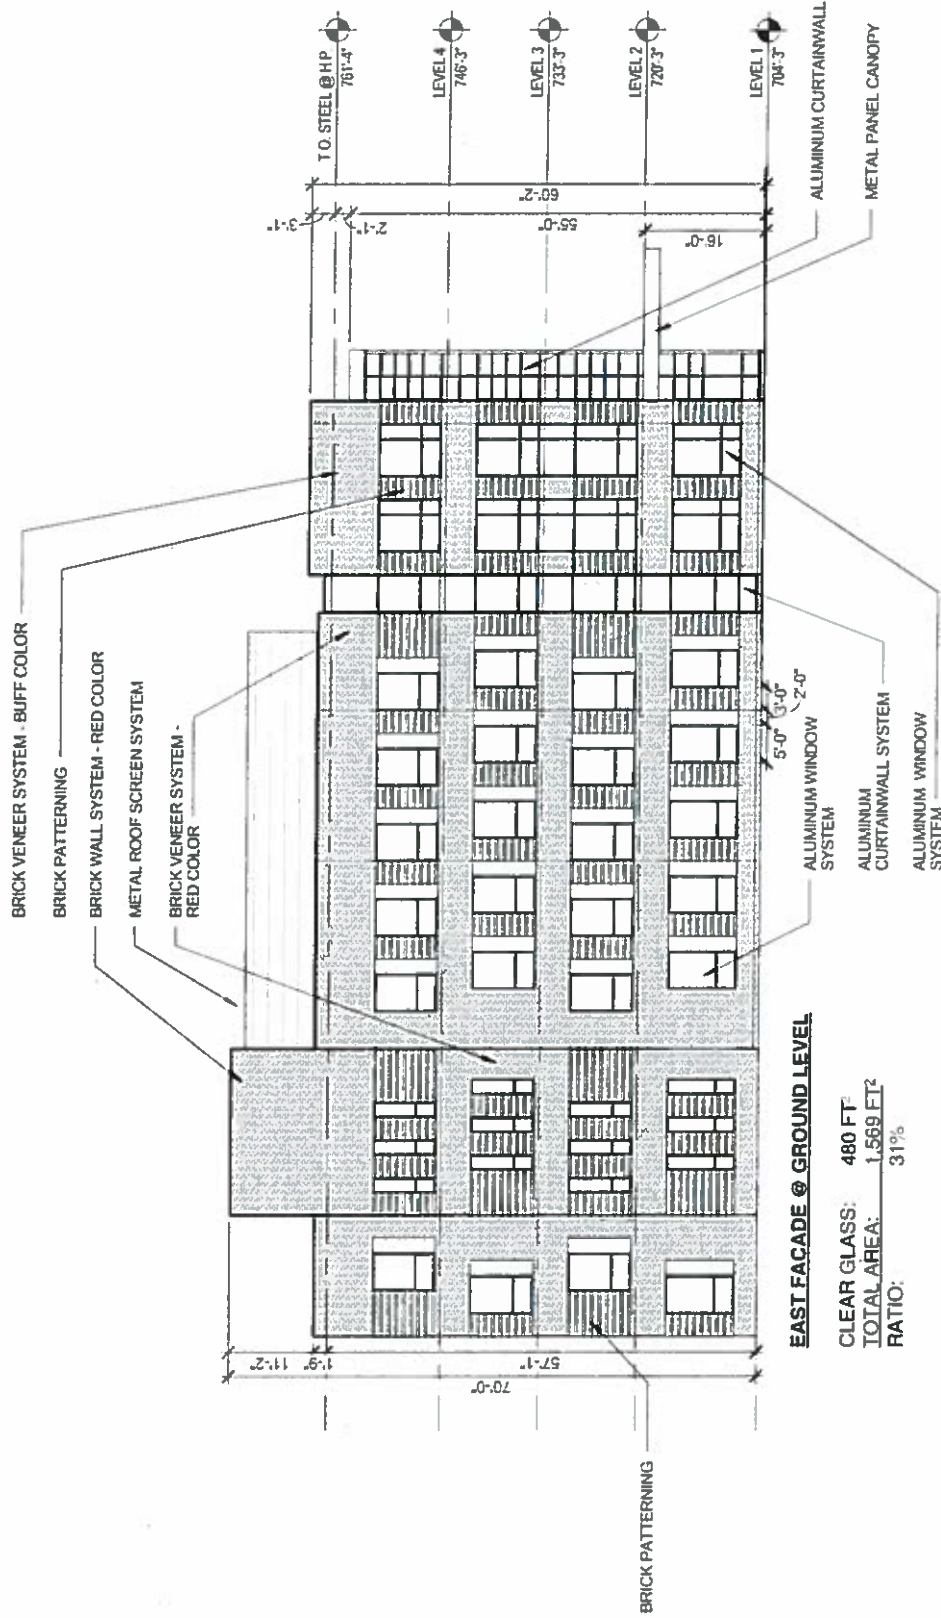 BRICK VENEER SYSTEM - BUFF COLOR
BRICK PATTERNING
BRICK WALL SYSTEM - RED COLOR
METAL ROOF SCREEN SYSTEM
BRICK VENEER SYSTEM -
RED COLOR
T.O. STEEL @ HP
761'-4"
LEVEL 4
746'-3"
LEVEL 3
733'-3"
LEVEL 2
720'-3"
LEVEL 1
704'-3"
3'-1"
2'-1"
60'-2"
55'-0"
16'-0"
ALUMINUM CURTAINWALL
METAL PANEL CANOPY
11'-2"
1'-9"
57'-1"
70'-0"
5'-0"
3'-0"
2'-0"
BRICK PATTERNING
ALUMINUM WINDOW
SYSTEM
ALUMINUM
CURTAINWALL SYSTEM
ALUMINUM WINDOW
SYSTEM
EAST FAÇADE @ GROUND LEVEL
CLEAR GLASS: 480 FT²
TOTAL AREA: 1,569 FT²
RATIO: 31%